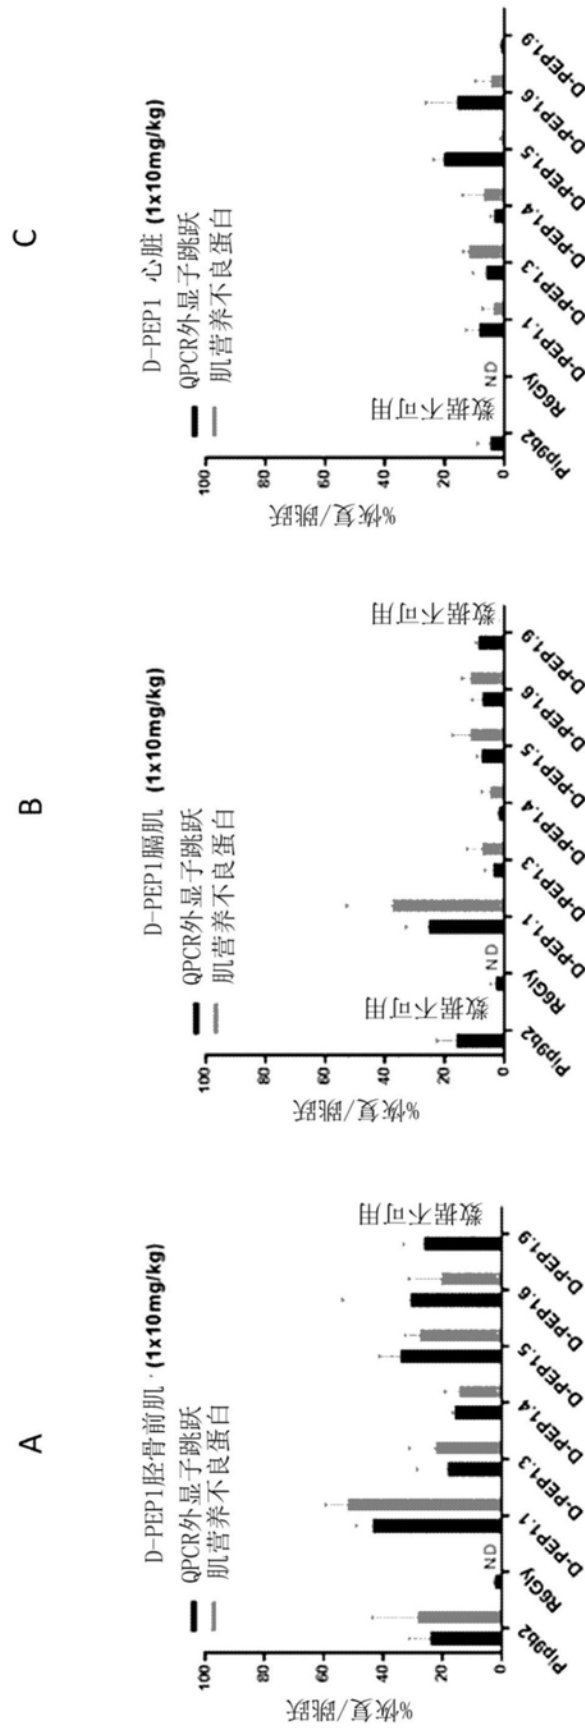 A
D-PEP1胫骨前肌 (1x10mg/kg)
QPCR外显子跳跃
肌营养不良蛋白
%恢复/跳跃
100
80
60
40
20
0
ND
数据不可用
Pip9b2
R6Gly
D-PEP1.1
D-PEP1.3
D-PEP1.4
D-PEP1.5
D-PEP1.6
D-PEP1.9
B
D-PEP1膈肌 (1x10mg/kg)
QPCR外显子跳跃
肌营养不良蛋白
%恢复/跳跃
100
80
60
40
20
0
数据不可用
ND
数据不可用
Pip9b2
R6Gly
D-PEP1.1
D-PEP1.3
D-PEP1.4
D-PEP1.5
D-PEP1.6
D-PEP1.9
C
D-PEP1 心脏 (1x10mg/kg)
QPCR外显子跳跃
肌营养不良蛋白
%恢复/跳跃
100
80
60
40
20
0
数据不可用
ND
Pip9b2
R6Gly
D-PEP1.1
D-PEP1.3
D-PEP1.4
D-PEP1.5
D-PEP1.6
D-PEP1.9